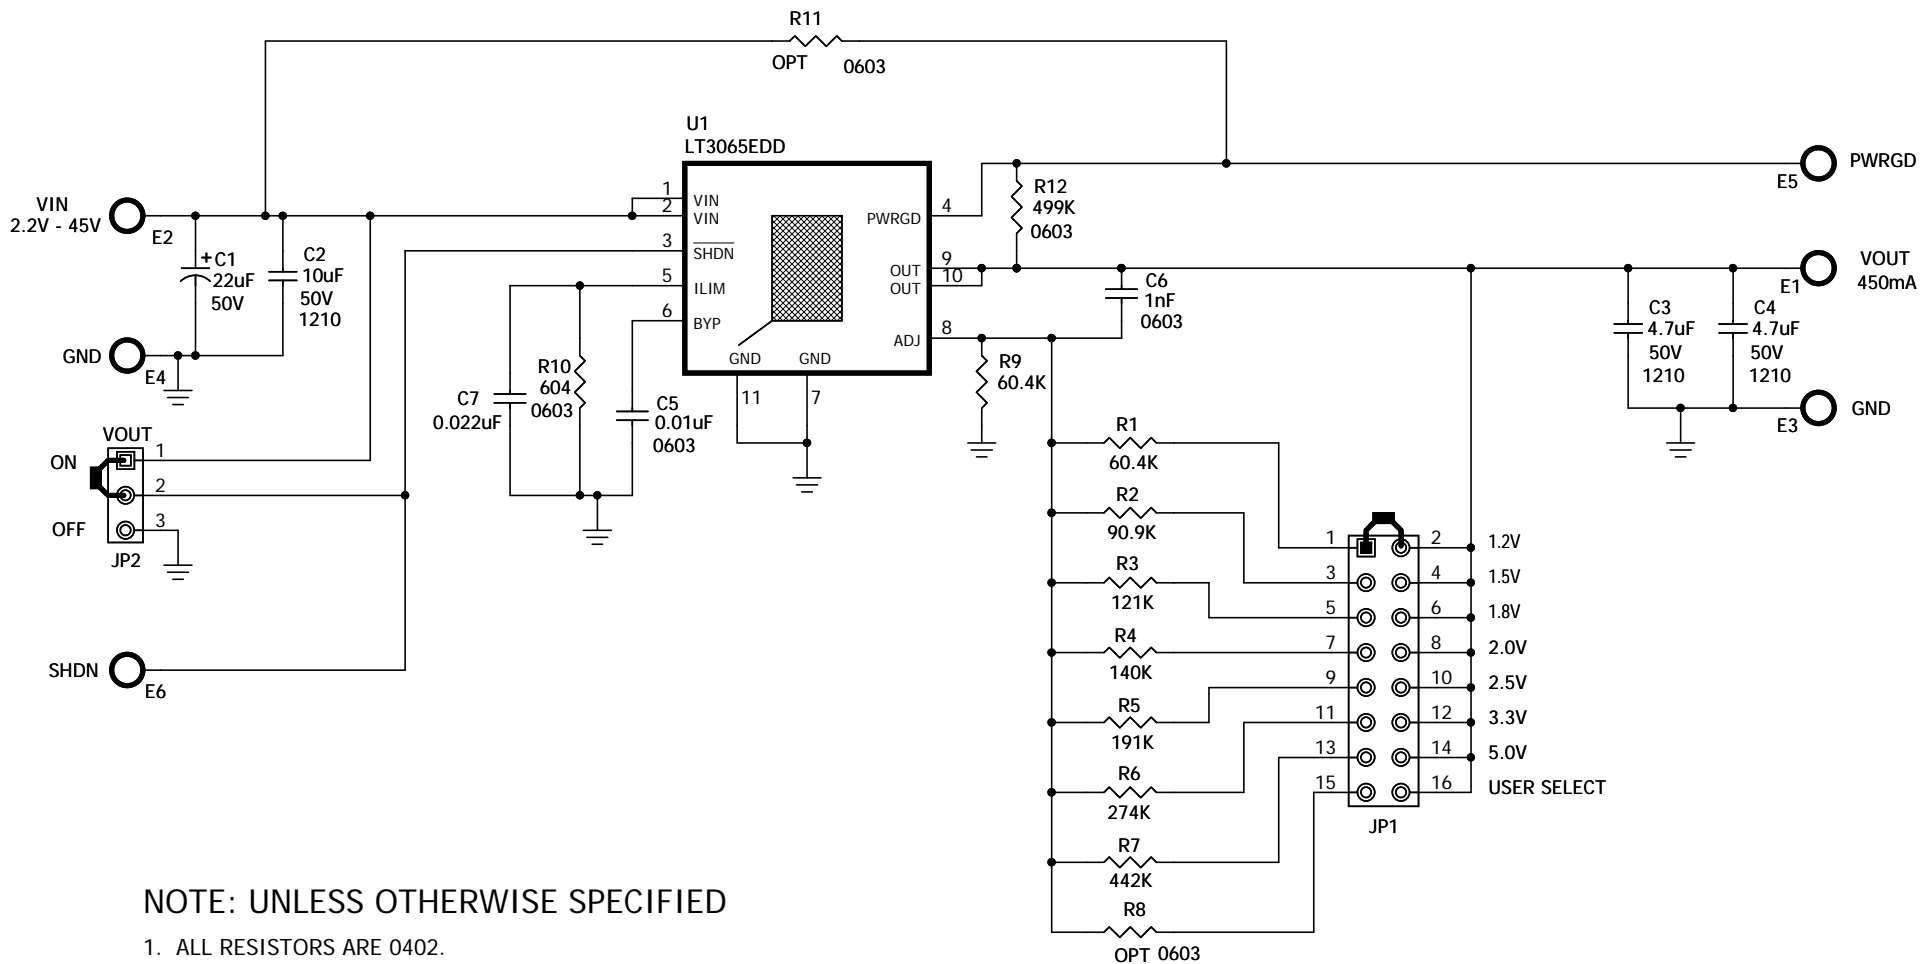 R11
OPT 0603
U1
LT3065EDD
VIN
2.2V - 45V
E2
1
VIN
2
VIN
3
SHDN
5
ILIM
6
BYP
PWRGD
4
OUT
9
OUT
10
ADJ
8
GND
GND
11
7
R12
499K
0603
PWRGD
E5
VOUT
450mA
E1
+
C1
22uF
50V
C2
10uF
50V
1210
GND
E4
C6
1nF
0603
C3
4.7uF
50V
1210
C4
4.7uF
50V
1210
GND
E3
R10
604
0603
C7
0.022uF
C5
0.01uF
0603
R9
60.4K
VOUT
ON
1
2
OFF
3
JP2
SHDN
E6
R1
60.4K
R2
90.9K
R3
121K
R4
140K
R5
191K
R6
274K
R7
442K
R8
OPT 0603
1 2 1.2V
3 4 1.5V
5 6 1.8V
7 8 2.0V
9 10 2.5V
11 12 3.3V
13 14 5.0V
15 16 USER SELECT
JP1
NOTE: UNLESS OTHERWISE SPECIFIED
1. ALL RESISTORS ARE 0402.